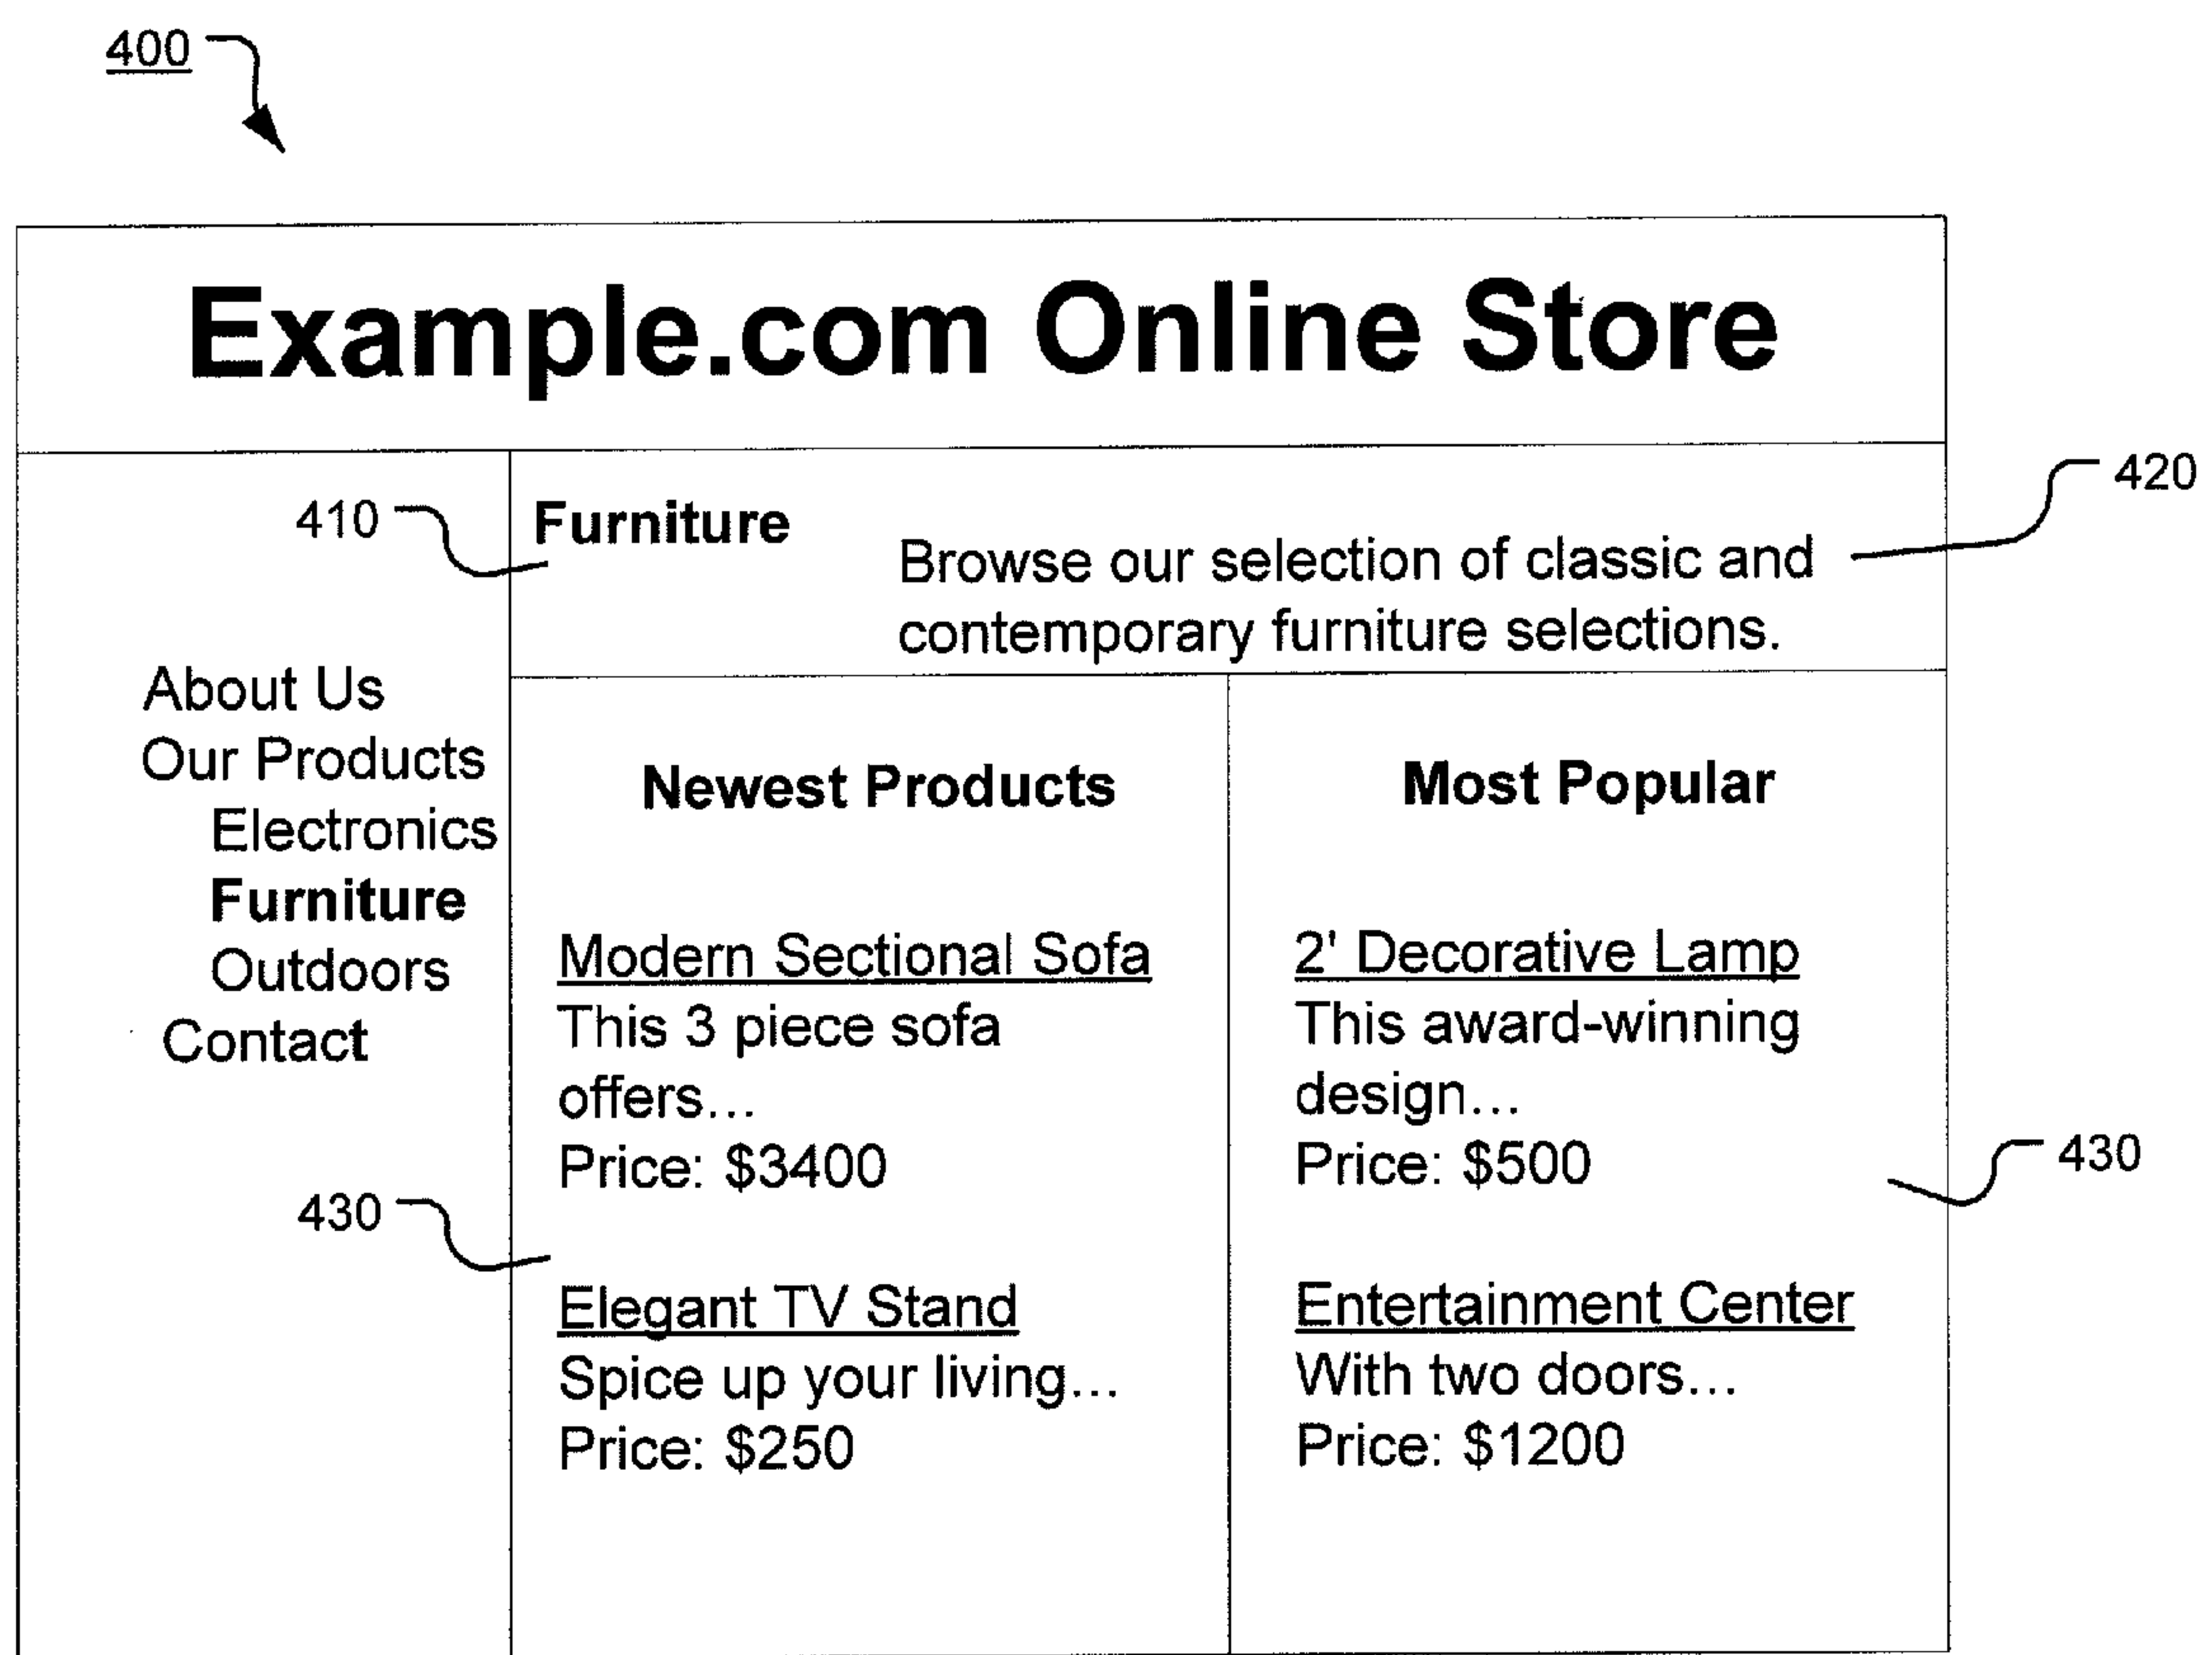 400
Example.com Online Store
410
Furniture
420
Browse our selection of classic and
contemporary furniture selections.
About Us
Our Products
Electronics
Furniture
Outdoors
Contact
Newest Products
Modern Sectional Sofa
This 3 piece sofa
offers...
Price: $3400
430
Elegant TV Stand
Spice up your living...
Price: $250
Most Popular
2' Decorative Lamp
This award-winning
design...
Price: $500
430
Entertainment Center
With two doors...
Price: $1200